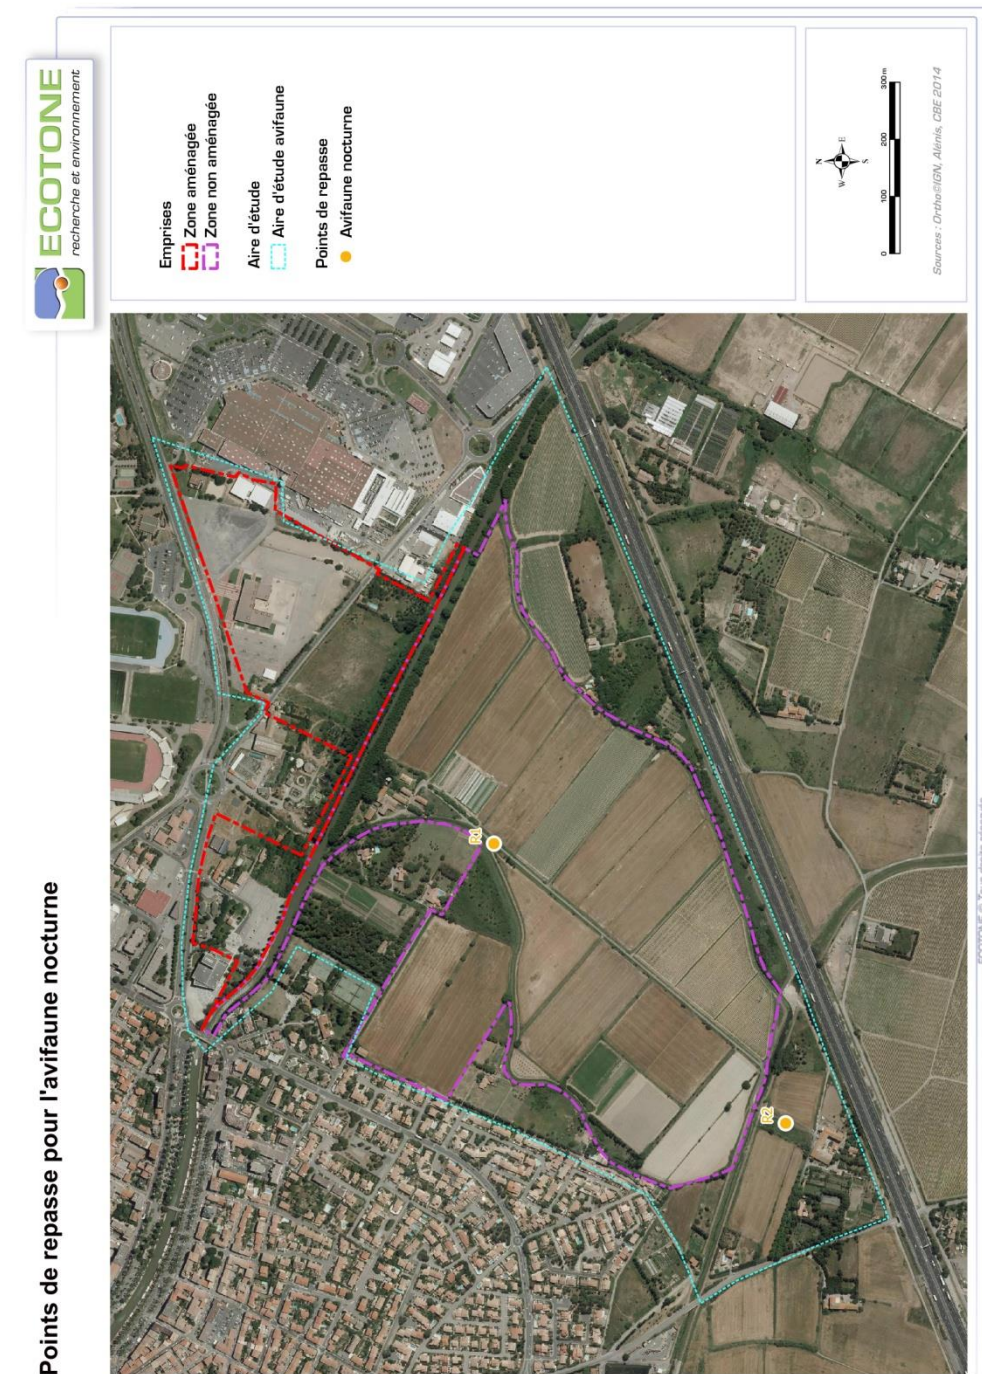 Points de repasse pour l'avifaune nocturne
ECOTONE
recherche et environnement
Emprises
Zone aménagée
Zone non aménagée
Aire d'étude
Aire d'étude avifaune
Points de repasse
Avifaune nocturne
N
W
E
S
0 100 200 300 m
Sources : Ortho©IGN, Alénis, CBE 2014
R1
R2